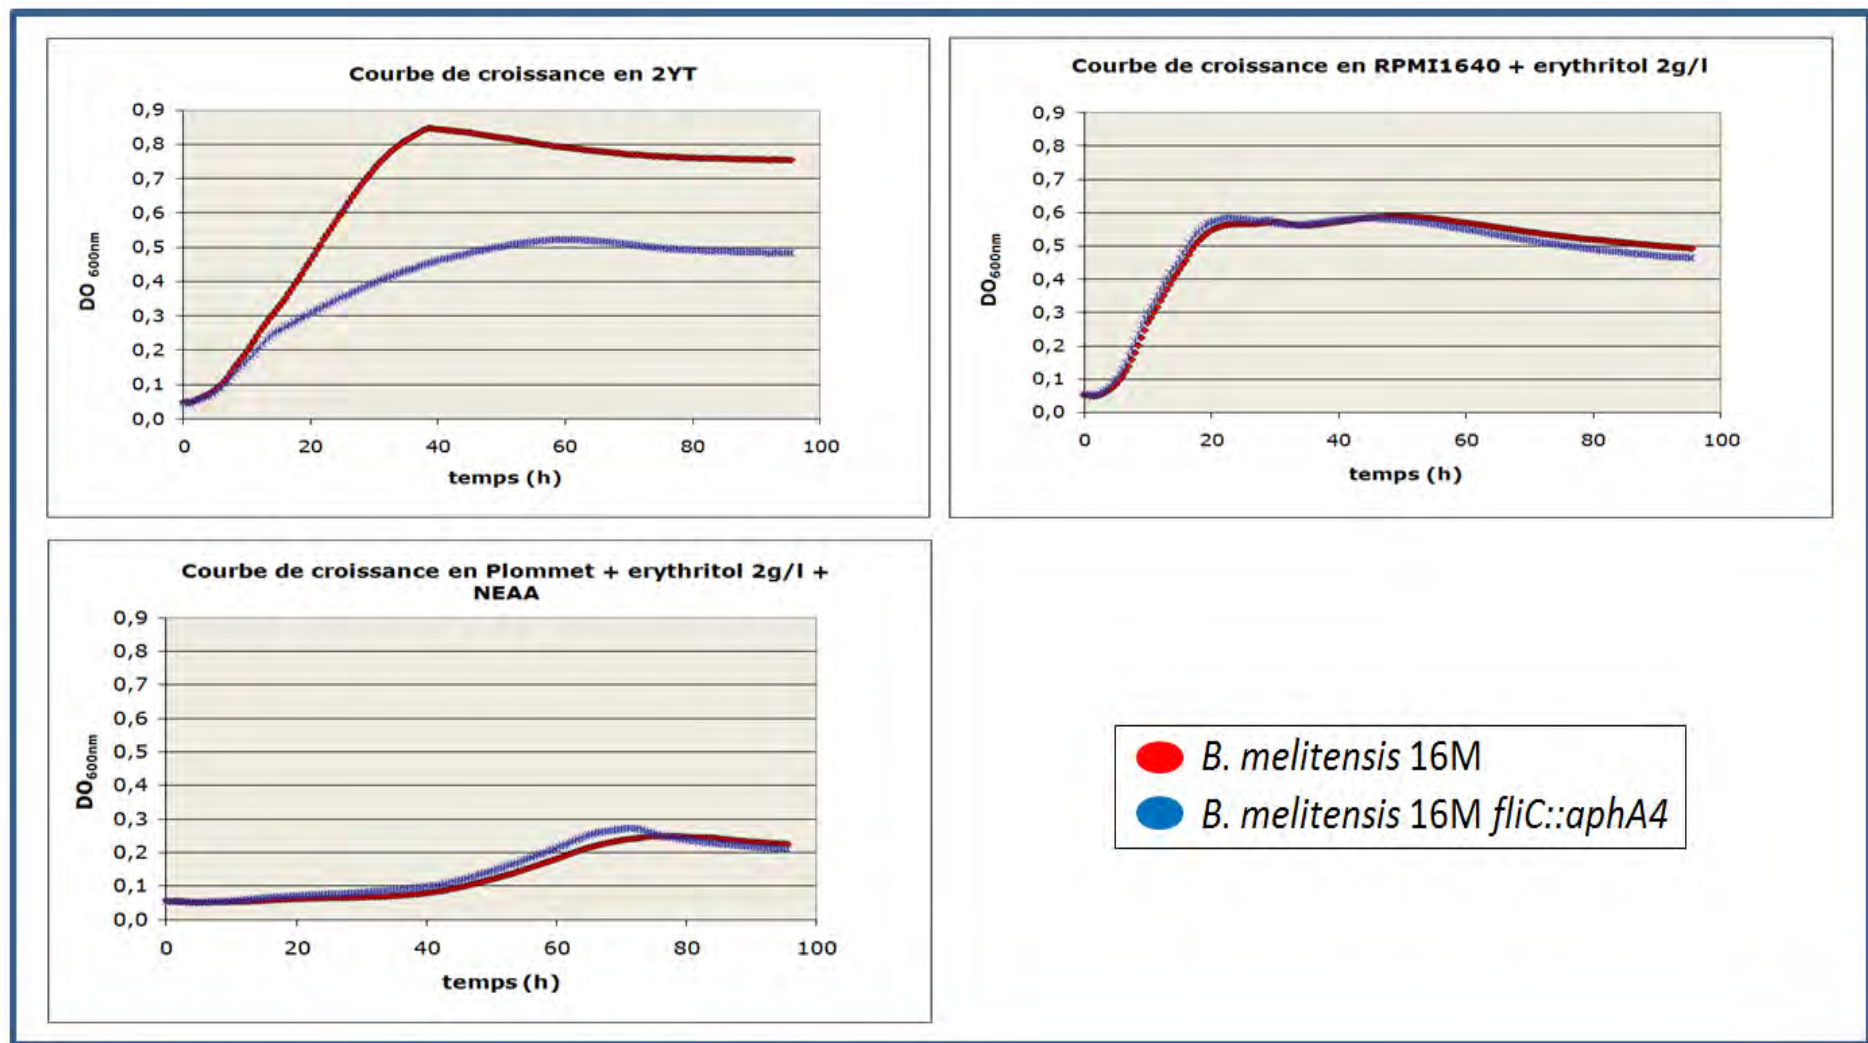 Courbe de croissance en 2YT
0,9
0,8
0,7
0,6
0,5
0,4
0,3
0,2
0,1
0,0
DO 600nm
0 20 40 60 80 100
temps (h)
Courbe de croissance en RPMI1640 + erythritol 2g/l
0,9
0,8
0,7
0,6
0,5
0,4
0,3
0,2
0,1
0,0
DO600nm
0 20 40 60 80 100
temps (h)
Courbe de croissance en Plommet + erythritol 2g/l +
NEAA
0,9
0,8
0,7
0,6
0,5
0,4
0,3
0,2
0,1
0,0
DO600nm
0 20 40 60 80 100
temps (h)
B. melitensis 16M
B. melitensis 16M fliC::aphA4